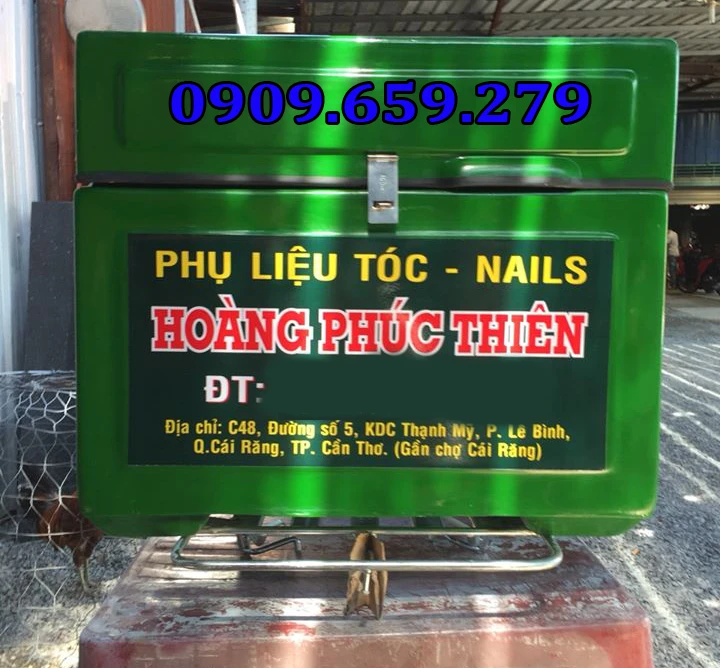 0909.659.279
PHỤ LIỆU TÓC - NAILS
HOÀNG PHÚC THIÊN
ĐT:
Địa chỉ: C48, Đường số 5, KDC Thạnh Mỹ, P. Lê Bình,
Q.Cái Răng, TP. Cần Thơ. (Gần chợ Cái Răng)